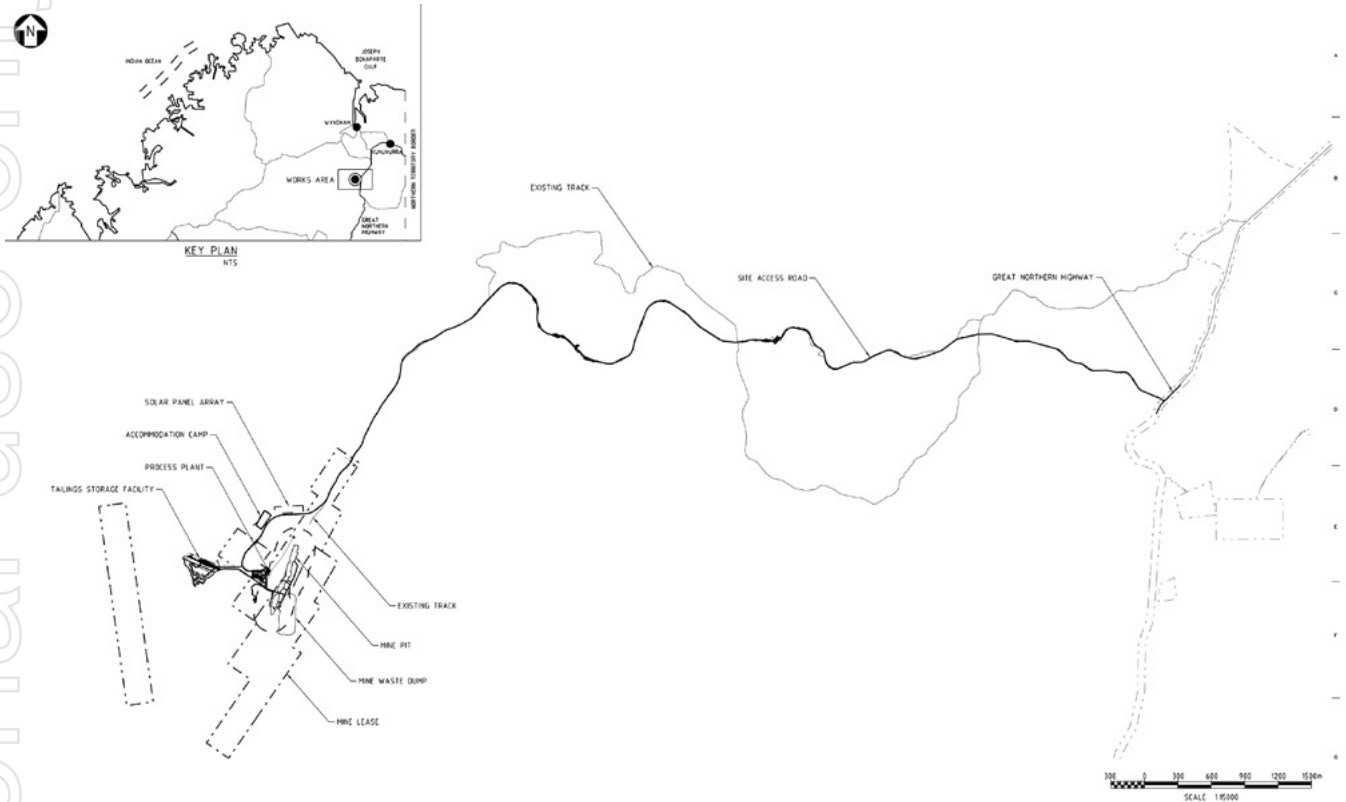 N
INDIAN OCEAN
JOSEPH
BONAPARTE
GULF
WYNDHAM
KUNUNURRA
NORTHERN TERRITORY BORDER
WORKS AREA
GREAT
NORTHERN
HIGHWAY
KEY PLAN
NTS
EXISTING TRACK
SITE ACCESS ROAD
GREAT NORTHERN HIGHWAY
SOLAR PANEL ARRAY
ACCOMMODATION CAMP
PROCESS PLANT
TAILINGS STORAGE FACILITY
EXISTING TRACK
MINE PIT
MINE WASTE DUMP
MINE LEASE
A
B
C
D
E
F
G
300 0 300 600 900 1200 1500m
SCALE 1:15000